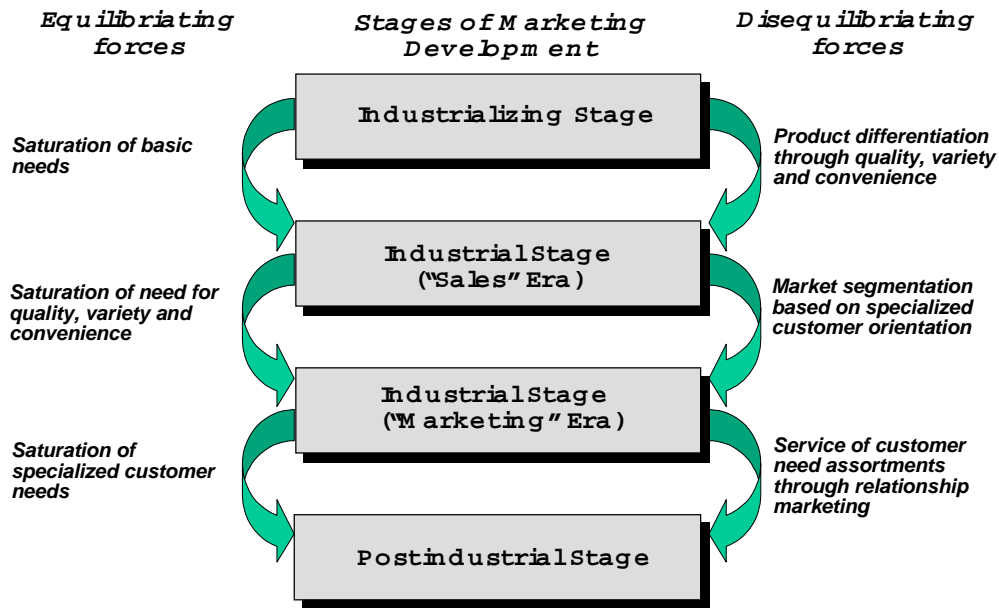 Equilibriating
forces
Stages of Marketing
Development
Disequilibriating
forces
Industrializing Stage
Saturation of basic
needs
Product differentiation
through quality, variety
and convenience
Industrial Stage
("Sales" Era)
Saturation of need for
quality, variety and
convenience
Market segmentation
based on specialized
customer orientation
Industrial Stage
("Marketing" Era)
Saturation of
specialized customer
needs
Service of customer
need assortments
through relationship
marketing
Postindustrial Stage